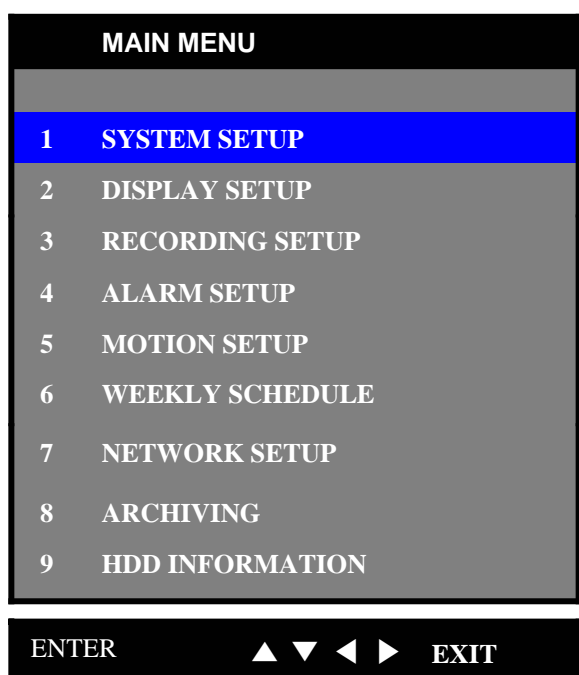 MAIN MENU
1 SYSTEM SETUP
2 DISPLAY SETUP
3 RECORDING SETUP
4 ALARM SETUP
5 MOTION SETUP
6 WEEKLY SCHEDULE
7 NETWORK SETUP
8 ARCHIVING
9 HDD INFORMATION
ENTER ▲ ▼ ◀ ▶ EXIT